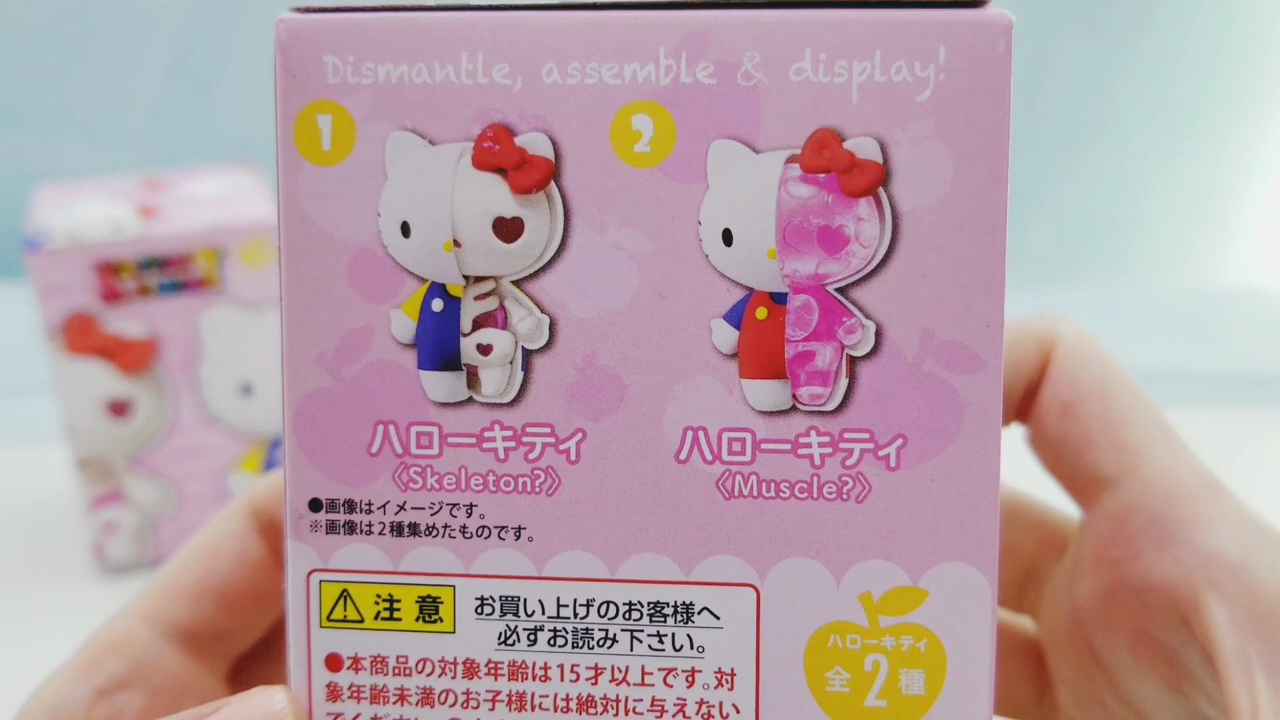 Dismantle, assemble & display!
1
2
ハローキティ
〈Skeleton?〉
ハローキティ
〈Muscle?〉
●画像はイメージです。
※画像は2種集めたものです。
注意
お買い上げのお客様へ
必ずお読み下さい。
●本商品の対象年齢は15才以上です。対
象年齢未満のお子様には絶対に与えない
ハローキティ
全2種